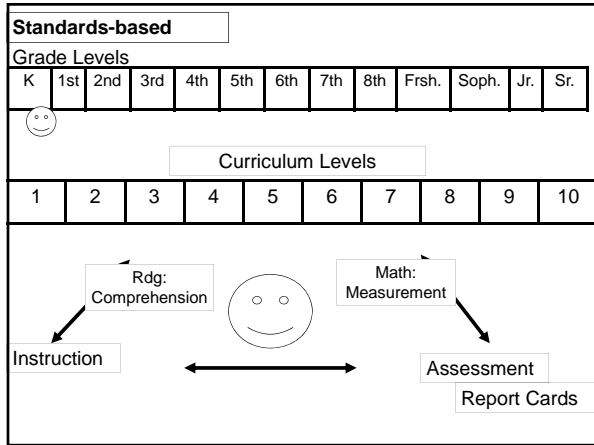 Standards-based
Grade Levels
K 1st 2nd 3rd 4th 5th 6th 7th 8th Frsh. Soph. Jr. Sr.
Curriculum Levels
1 2 3 4 5 6 7 8 9 10
Rdg:
Comprehension
Math:
Measurement
Instruction
Assessment
Report Cards